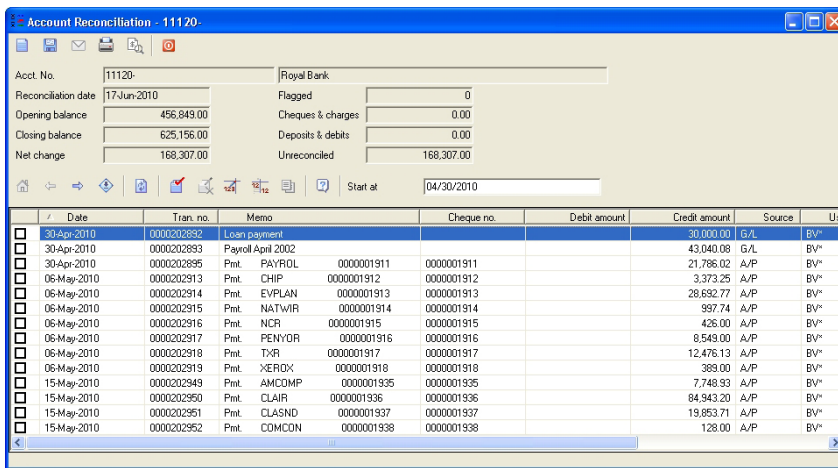 Account Reconciliation - 11120-
Acct. No. 11120- Royal Bank
Reconciliation date 17-Jun-2010 Flagged 0
Opening balance 456,849.00 Cheques & charges 0.00
Closing balance 625,156.00 Deposits & debits 0.00
Net change 168,307.00 Unreconciled 168,307.00
Start at 04/30/2010
Date Tran. no. Memo Cheque no. Debit amount Credit amount Source Us
30-Apr-2010 0000202892 Loan payment 30,000.00 G/L BV*
30-Apr-2010 0000202893 Payroll April 2002 43,040.08 G/L BV*
30-Apr-2010 0000202895 Pmt. PAYROL 0000001911 0000001911 21,786.02 A/P BV*
06-May-2010 0000202913 Pmt. CHIP 0000001912 0000001912 3,373.25 A/P BV*
06-May-2010 0000202914 Pmt. EVPLAN 0000001913 0000001913 28,692.77 A/P BV*
06-May-2010 0000202915 Pmt. NATWIR 0000001914 0000001914 997.74 A/P BV*
06-May-2010 0000202916 Pmt. NCR 0000001915 0000001915 426.00 A/P BV*
06-May-2010 0000202917 Pmt. PENYOR 0000001916 0000001916 8,549.00 A/P BV*
06-May-2010 0000202918 Pmt. TXR 0000001917 0000001917 12,476.13 A/P BV*
06-May-2010 0000202919 Pmt. XEROX 0000001918 0000001918 389.00 A/P BV*
15-May-2010 0000202949 Pmt. AMCOMP 0000001935 0000001935 7,748.93 A/P BV*
15-May-2010 0000202950 Pmt. CLAIR 0000001936 0000001936 84,943.20 A/P BV*
15-May-2010 0000202951 Pmt. CLASND 0000001937 0000001937 19,853.71 A/P BV*
15-May-2010 0000202952 Pmt. COMCON 0000001938 0000001938 128.00 A/P BV*